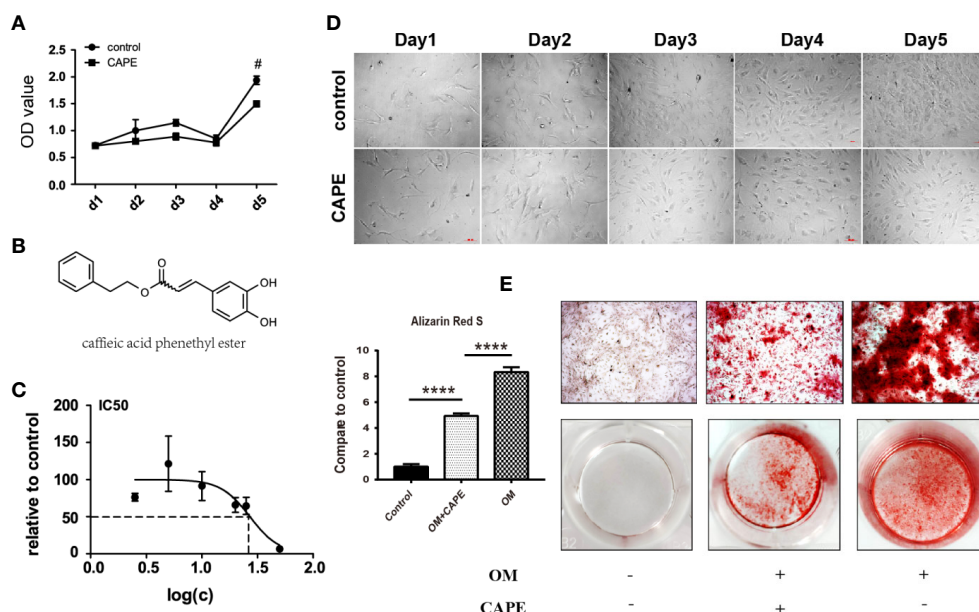 A
control
CAPE
OD value
2.5
2.0
1.5
1.0
0.5
0.0
#
d1 d2 d3 d4 d5
B
O
O
OH
OH
caffieic acid phenethyl ester
C
IC50
relative to control
200
150
100
50
0
0.0 0.5 1.0 1.5 2.0
log(c)
D
Day1 Day2 Day3 Day4 Day5
control
CAPE
Alizarin Red S
Compare to control
10
8
6
4
2
0
****
****
Control OM+CAPE OM
E
OM - + +
CAPE - + -